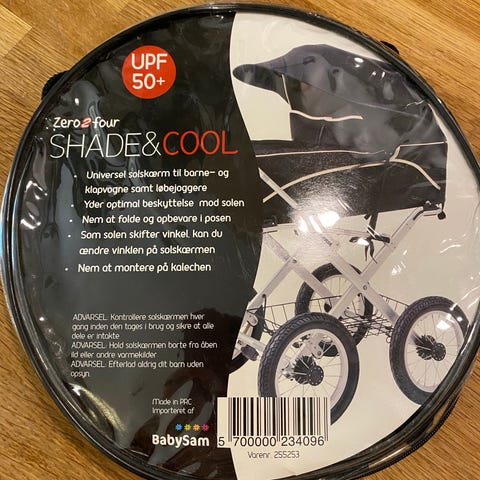 UPF
50+
Zero2four
SHADE&COOL
• Universel solskærm til barne- og
klapvogne samt løbejoggere
• Yder optimal beskyttelse mod solen
• Nem at folde og opbevare i posen
• Som solen skifter vinkel, kan du
ændre vinklen på solskærmen
• Nem at montere på kalechen
ADVARSEL: Kontrollere solskærmen hver
gang inden den tages i brug og sikre at alle
dele er intakte
ADVARSEL: Hold solskærmen borte fra åben
ild eller andre varmekilder
ADVARSEL: Efterlad aldrig dit barn uden
opsyn.
Made in PRC
Importeret af
BabySam
5 700000 234096
Varenr. 255253